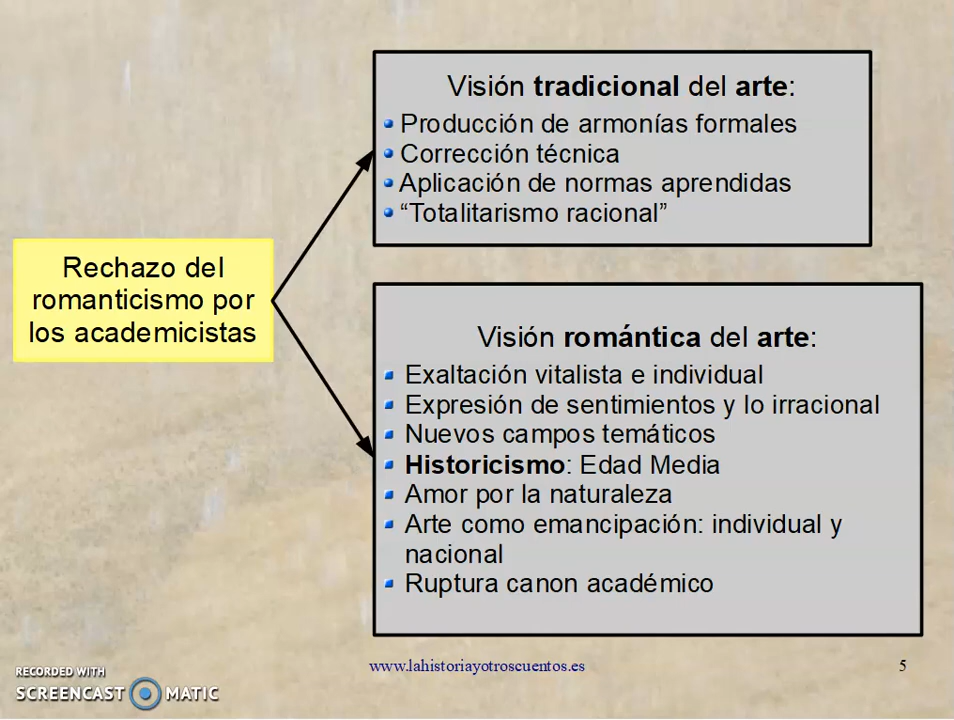 Visión tradicional del arte:
Producción de armonías formales
Corrección técnica
Aplicación de normas aprendidas
“Totalitarismo racional”
Rechazo del
romanticismo por
los academicistas
Visión romántica del arte:
Exaltación vitalista e individual
Expresión de sentimientos y lo irracional
Nuevos campos temáticos
Historicismo: Edad Media
Amor por la naturaleza
Arte como emancipación: individual y
nacional
Ruptura canon académico
RECORDED WITH
SCREENCAST MATIC
www.lahistoriayotroscuentos.es
5